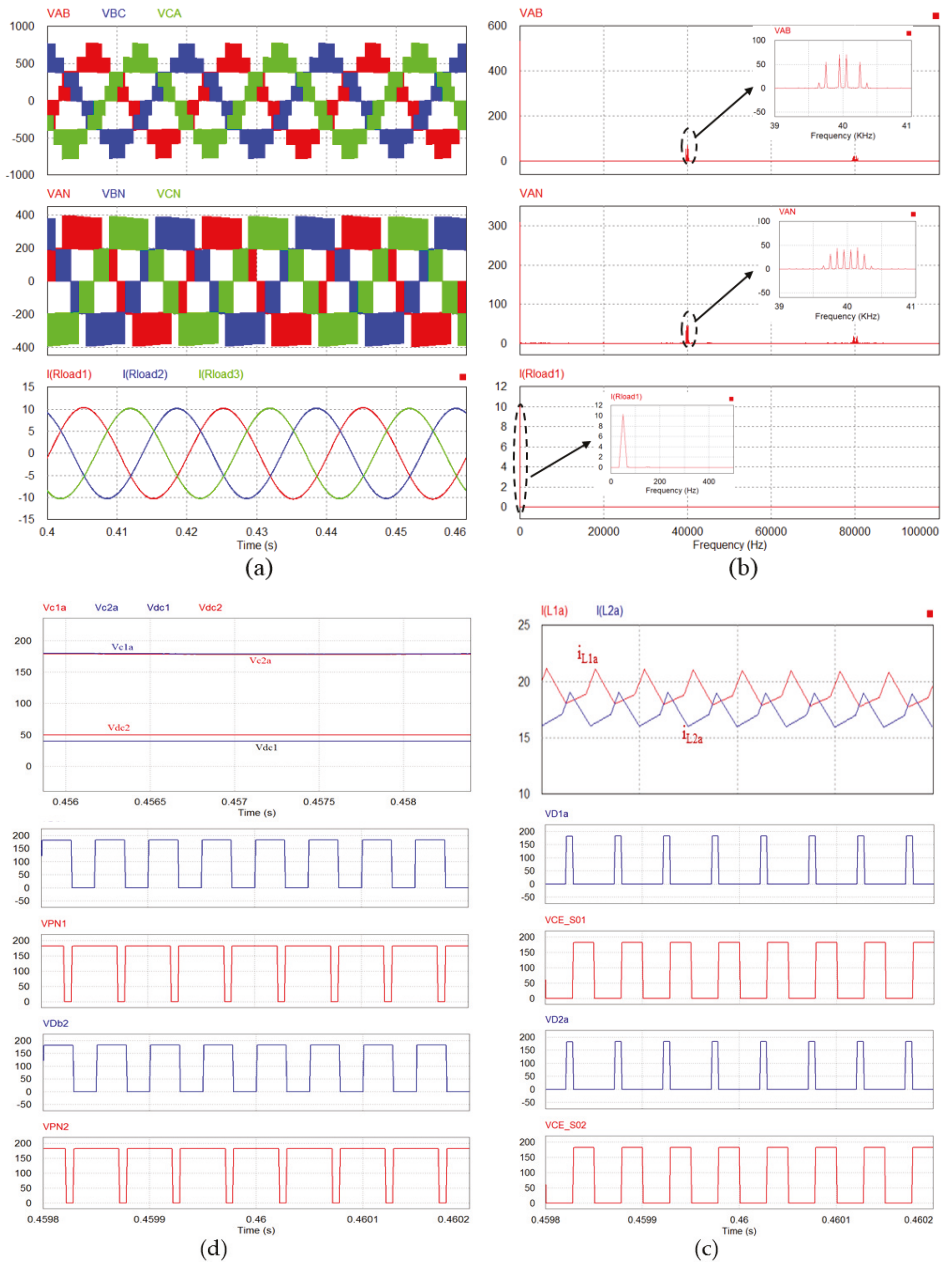 VAB VBC VCA
1000
500
0
-500
-1000
VAN VBN VCN
400
200
0
-200
-400
I(Rload1) I(Rload2) I(Rload3)
15
10
5
0
-5
-10
-15
0.4 0.41 0.42 0.43 0.44 0.45 0.46
Time (s)
(a)
VAB
600
400
200
0
VAB
100
50
0
-50
39 40 41
Frequency (KHz)
VAN
300
200
100
0
VAN
100
50
0
-50
39 40 41
Frequency (KHz)
I(Rload1)
12
10
8
6
4
2
0
I(Rload1)
12
10
8
6
4
2
0
0 200 400
Frequency (Hz)
0 20000 40000 60000 80000 100000
Frequency (Hz)
(b)
Vc1a Vc2a Vdc1 Vdc2
200
150
100
50
0
Vc1a
Vc2a
Vdc2
Vdc1
0.456 0.4565 0.457 0.4575 0.458
Time (s)
200
150
100
50
0
-50
VPN1
200
150
100
50
0
VDb2
200
150
100
50
0
-50
VPN2
200
150
100
50
0
0.4598 0.4599 0.46 0.4601 0.4602
Time (s)
(d)
I(L1a) I(L2a)
25
20
15
10
iL1a
iL2a
VD1a
200
150
100
50
0
-50
VCE_S01
200
150
100
50
0
VD2a
200
150
100
50
0
-50
VCE_S02
200
150
100
50
0
0.4598 0.4599 0.46 0.4601 0.4602
Time (s)
(c)